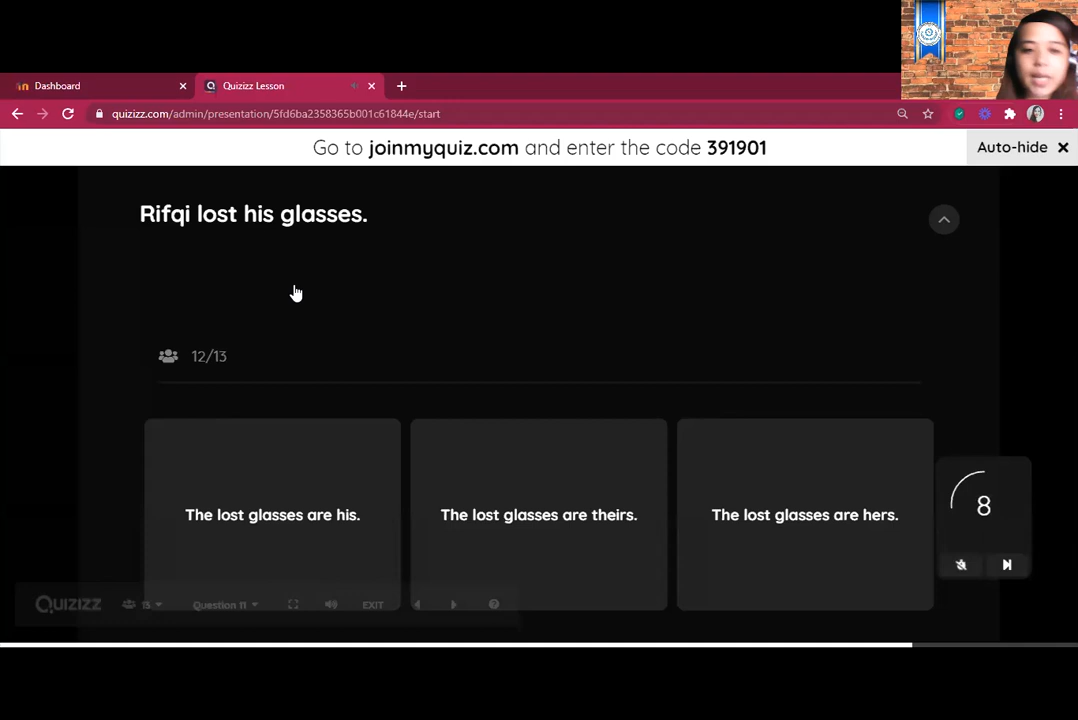 Dashboard
Quizizz Lesson
quizizz.com/admin/presentation/5fd6ba2358365b001c61844e/start
Go to joinmyquiz.com and enter the code 391901
Auto-hide
Rifqi lost his glasses.
12/13
The lost glasses are his.
The lost glasses are theirs.
The lost glasses are hers.
8
QUIZIZZ
Question 11
EXIT